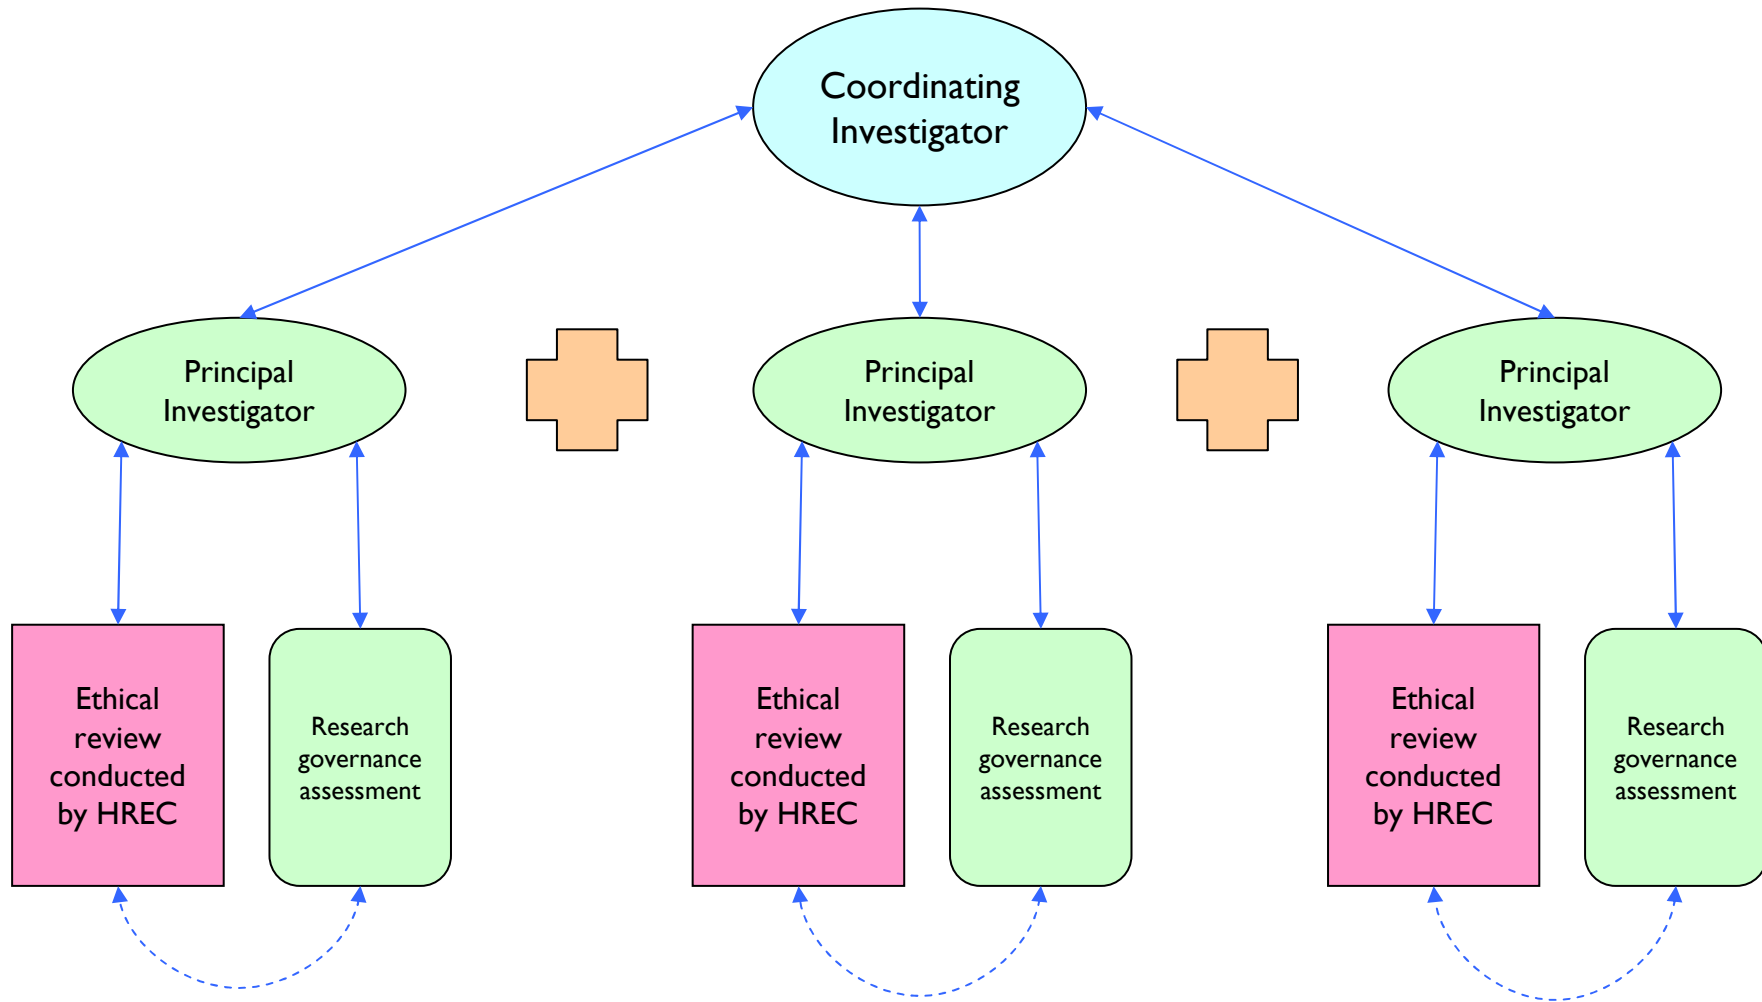 Coordinating
Investigator
Principal
Investigator
Principal
Investigator
Principal
Investigator
Ethical
review
conducted
by HREC
Research
governance
assessment
Ethical
review
conducted
by HREC
Research
governance
assessment
Ethical
review
conducted
by HREC
Research
governance
assessment